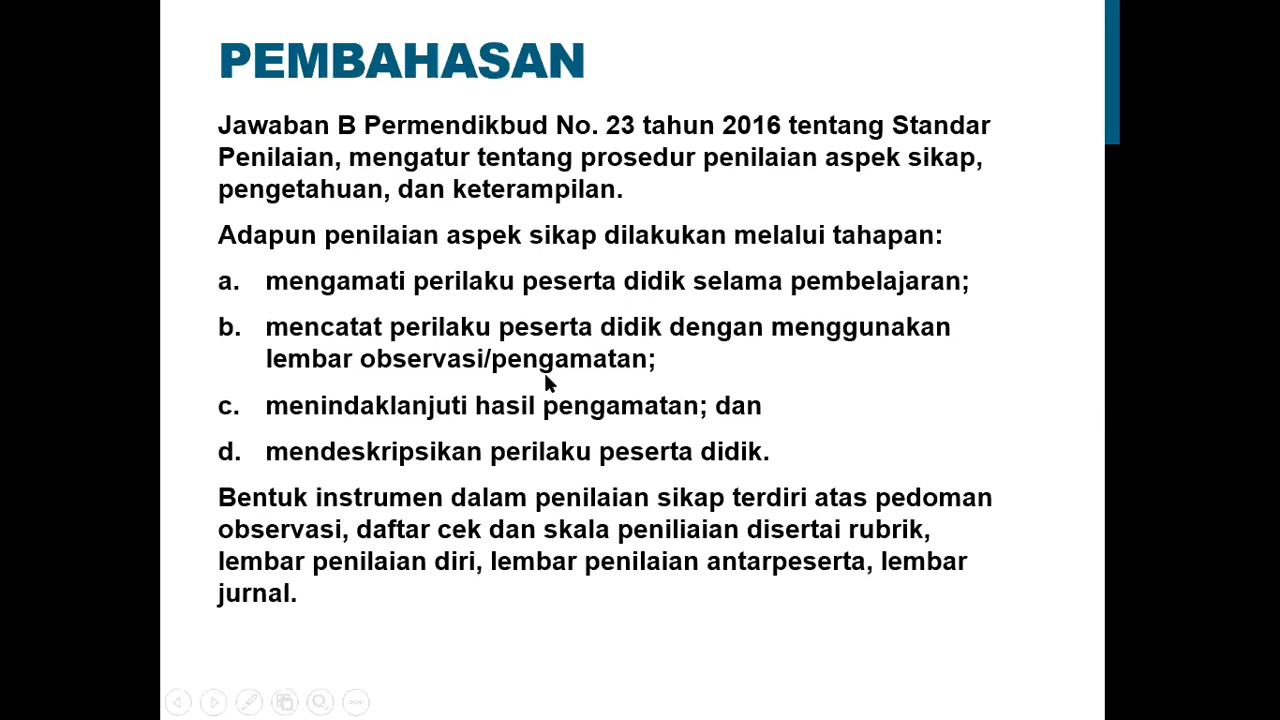 PEMBAHASAN
Jawaban B Permendikbud No. 23 tahun 2016 tentang Standar
Penilaian, mengatur tentang prosedur penilaian aspek sikap,
pengetahuan, dan keterampilan.
Adapun penilaian aspek sikap dilakukan melalui tahapan:
a. mengamati perilaku peserta didik selama pembelajaran;
b. mencatat perilaku peserta didik dengan menggunakan
lembar observasi/pengamatan;
c. menindaklanjuti hasil pengamatan; dan
d. mendeskripsikan perilaku peserta didik.
Bentuk instrumen dalam penilaian sikap terdiri atas pedoman
observasi, daftar cek dan skala peniliaian disertai rubrik,
lembar penilaian diri, lembar penilaian antarpeserta, lembar
jurnal.